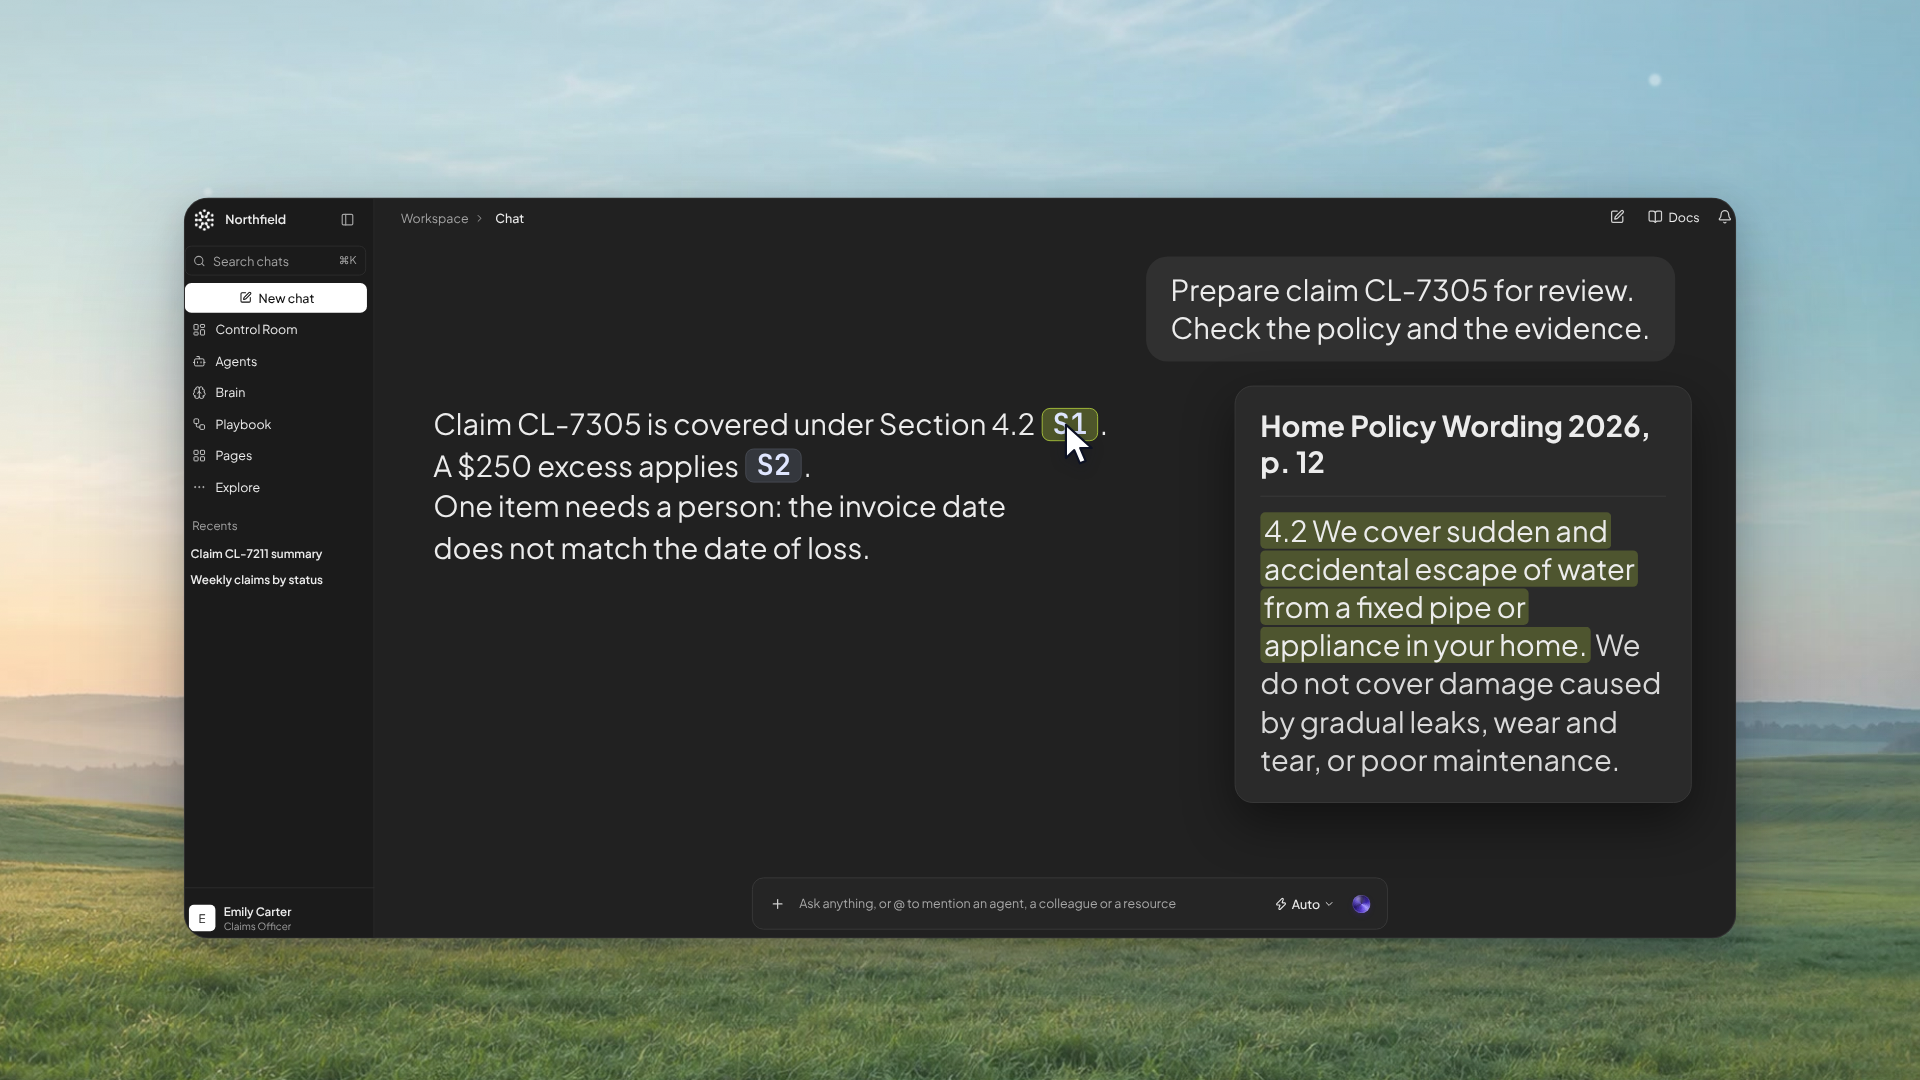 Northfield
Search chats
⌘K
New chat
Control Room
Agents
Brain
Playbook
Pages
Explore
Recents
Claim CL-7211 summary
Weekly claims by status
E
Emily Carter
Claims Officer
Workspace > Chat
Docs
Prepare claim CL-7305 for review.
Check the policy and the evidence.
Claim CL-7305 is covered under Section 4.2 S1 .
A $250 excess applies S2 .
One item needs a person: the invoice date
does not match the date of loss.
Home Policy Wording 2026,
p. 12
4.2 We cover sudden and
accidental escape of water
from a fixed pipe or
appliance in your home. We
do not cover damage caused
by gradual leaks, wear and
tear, or poor maintenance.
Ask anything, or @ to mention an agent, a colleague or a resource
Auto